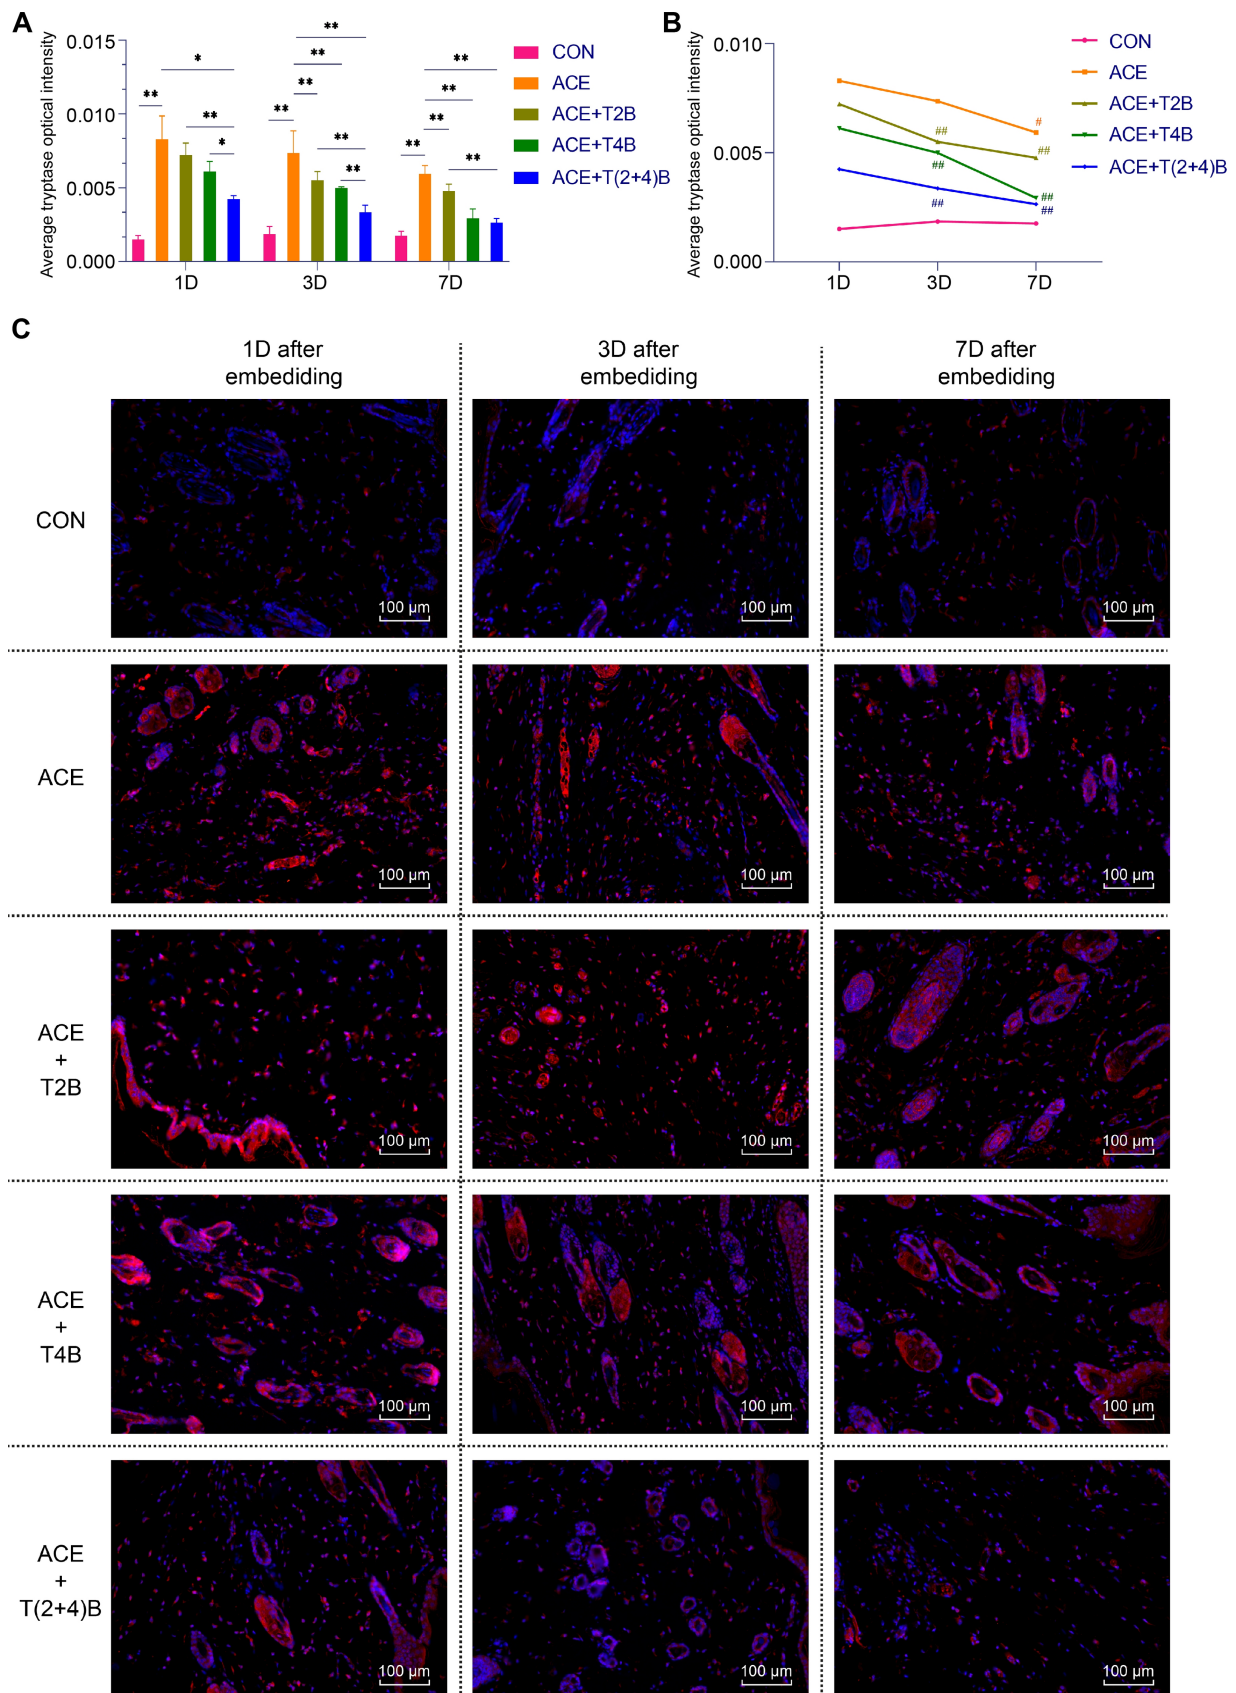 A
Average tryptase optical intensity
0.015
0.010
0.005
0.000
1D
3D
7D
**
*
**
*
**
**
**
**
**
**
**
**
**
**
**
CON
ACE
ACE+T2B
ACE+T4B
ACE+T(2+4)B
B
Average tryptase optical intensity
0.010
0.005
0.000
1D
3D
7D
##
##
##
#
##
##
##
CON
ACE
ACE+T2B
ACE+T4B
ACE+T(2+4)B
C
1D after
embediding
3D after
embediding
7D after
embediding
CON
100 µm
100 µm
100 µm
ACE
100 µm
100 µm
100 µm
ACE
+
T2B
100 µm
100 µm
100 µm
ACE
+
T4B
100 µm
100 µm
100 µm
ACE
+
T(2+4)B
100 µm
100 µm
100 µm